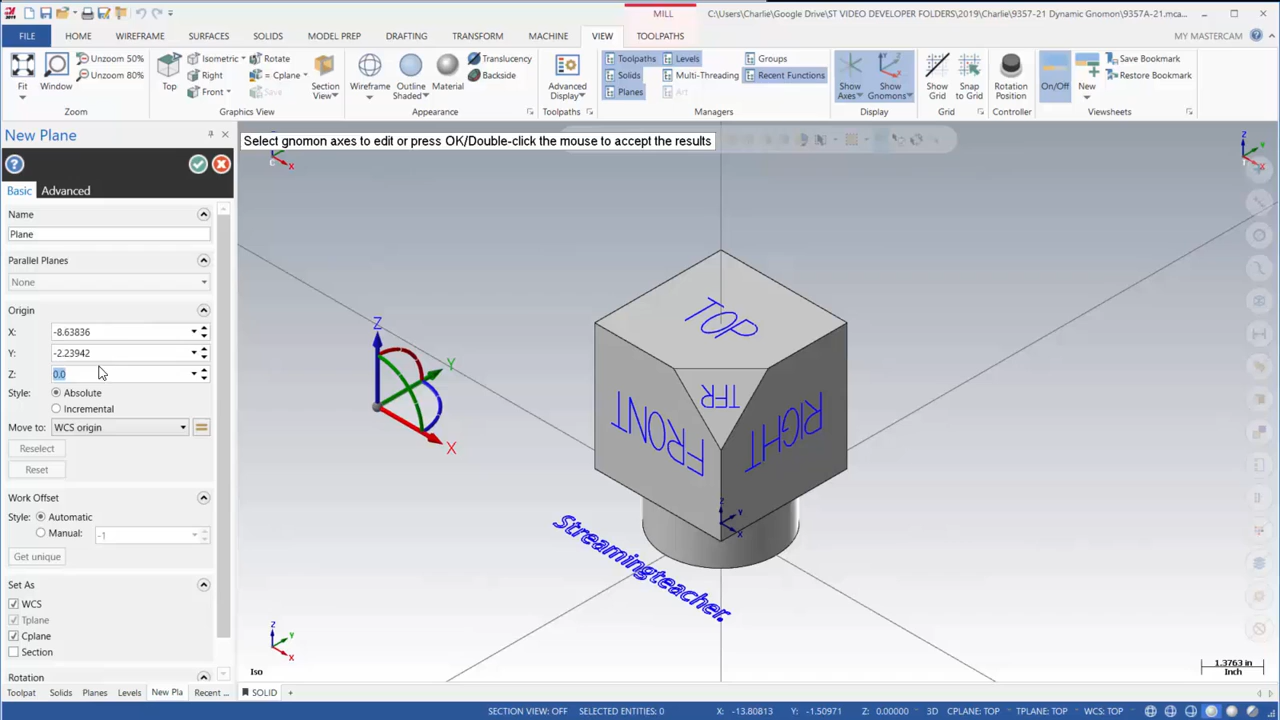 MILL
C:\Users\Charlie\Google Drive\ST VIDEO DEVELOPER FOLDERS\2019\Charlie\9357-21 Dynamic Gnomon\9357A-21.mca...
FILE HOME WIREFRAME SURFACES SOLIDS MODEL PREP DRAFTING TRANSFORM MACHINE VIEW TOOLPATHS MY MASTERCAM
Fit Window Unzoom 50% Unzoom 80% Zoom
Top Isometric Right Front Rotate = Cplane Save Section View Graphics View
Wireframe Outline Shaded Material Translucency Backside Appearance
Advanced Display Toolpaths
Toolpaths Solids Planes Levels Multi-Threading Art Groups Recent Functions Managers
Show Axes Show Gnomons Display
Show Grid Snap to Grid Grid
Rotation Position Controller
On/Off New Save Bookmark Restore Bookmark Viewsheets
New Plane
Select gnomon axes to edit or press OK/Double-click the mouse to accept the results
Basic Advanced
Name
Plane
Parallel Planes
None
Origin
X: -8.63836
Y: -2.23942
Z: 0.0
Style: Absolute
Incremental
Move to: WCS origin
Reselect
Reset
Work Offset
Style: Automatic
Manual: -1
Get unique
Set As
WCS
Tplane
Cplane
Section
Rotation
Toolpat Solids Planes Levels New Pla Recent ...
Z
Y
X
TOP
TFR
FRONT
RIGHT
Z
Y
X
Streamingteacher.
X
Z
Y
X
Z
Y
X
Iso
1.3763 in
Inch
SOLID +
SECTION VIEW: OFF SELECTED ENTITIES: 0 X: -13.80813 Y: -1.50971 Z: 0.00000 3D CPLANE: TOP TPLANE: TOP WCS: TOP